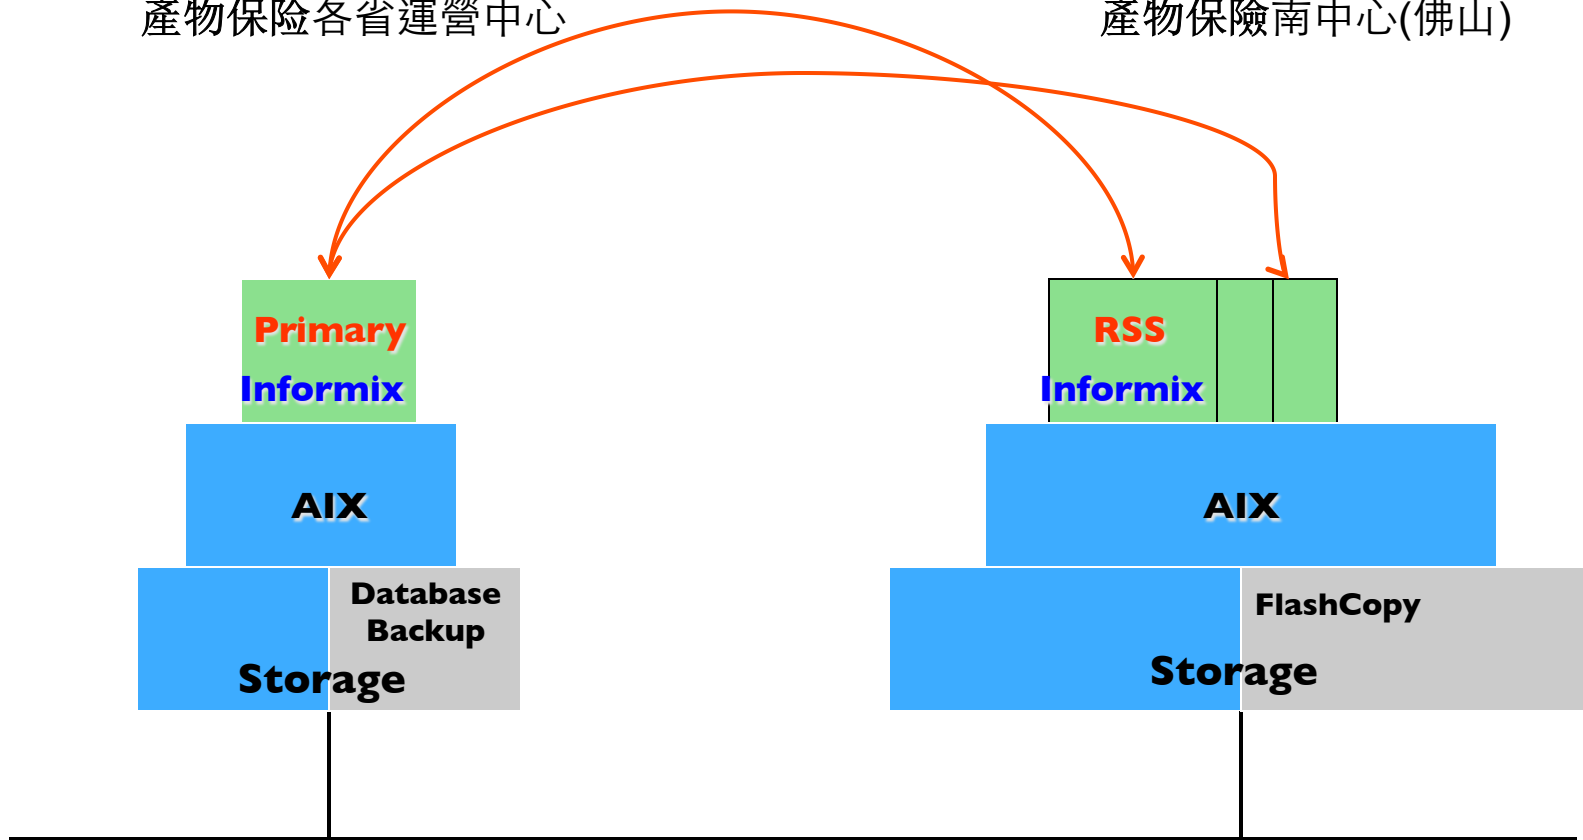 產物保险各省運營中心
產物保險南中心(佛山)
Primary
Informix
RSS
Informix
AIX
AIX
Database
Backup
Storage
FlashCopy
Storage